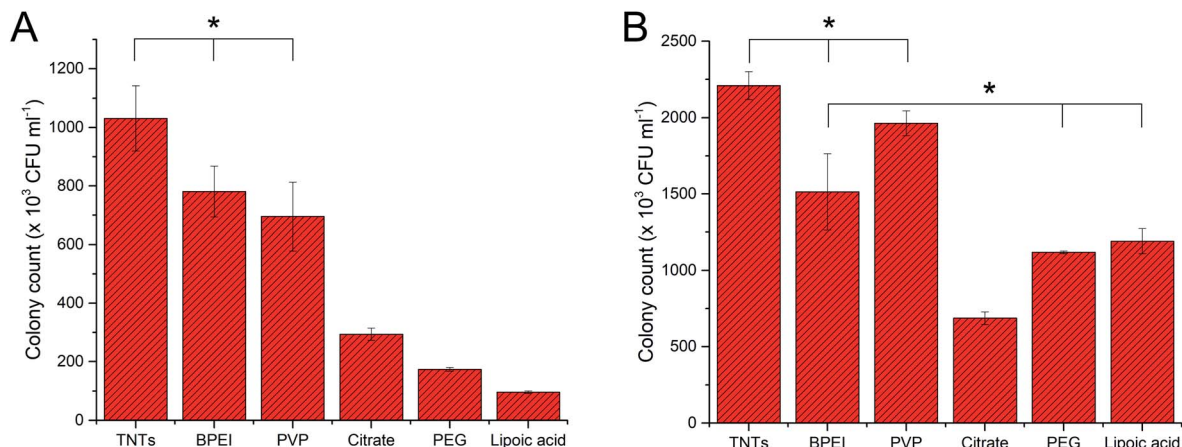 A
*
1200
1000
800
600
400
200
0
Colony count (x 10³ CFU ml⁻¹)
TNTs BPEI PVP Citrate PEG Lipoic acid
B
*
*
2500
2000
1500
1000
500
0
Colony count (x 10³ CFU ml⁻¹)
TNTs BPEI PVP Citrate PEG Lipoic acid